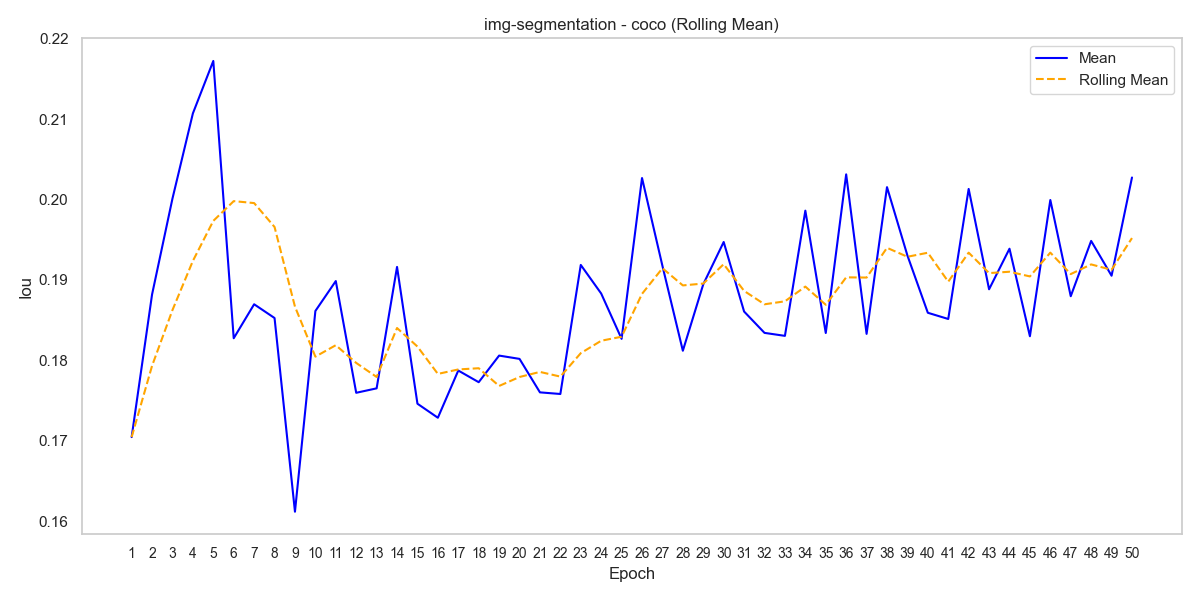 img-segmentation - coco (Rolling Mean)
Mean
Rolling Mean
Iou
0.22
0.21
0.20
0.19
0.18
0.17
0.16
1 2 3 4 5 6 7 8 9 10 11 12 13 14 15 16 17 18 19 20 21 22 23 24 25 26 27 28 29 30 31 32 33 34 35 36 37 38 39 40 41 42 43 44 45 46 47 48 49 50
Epoch